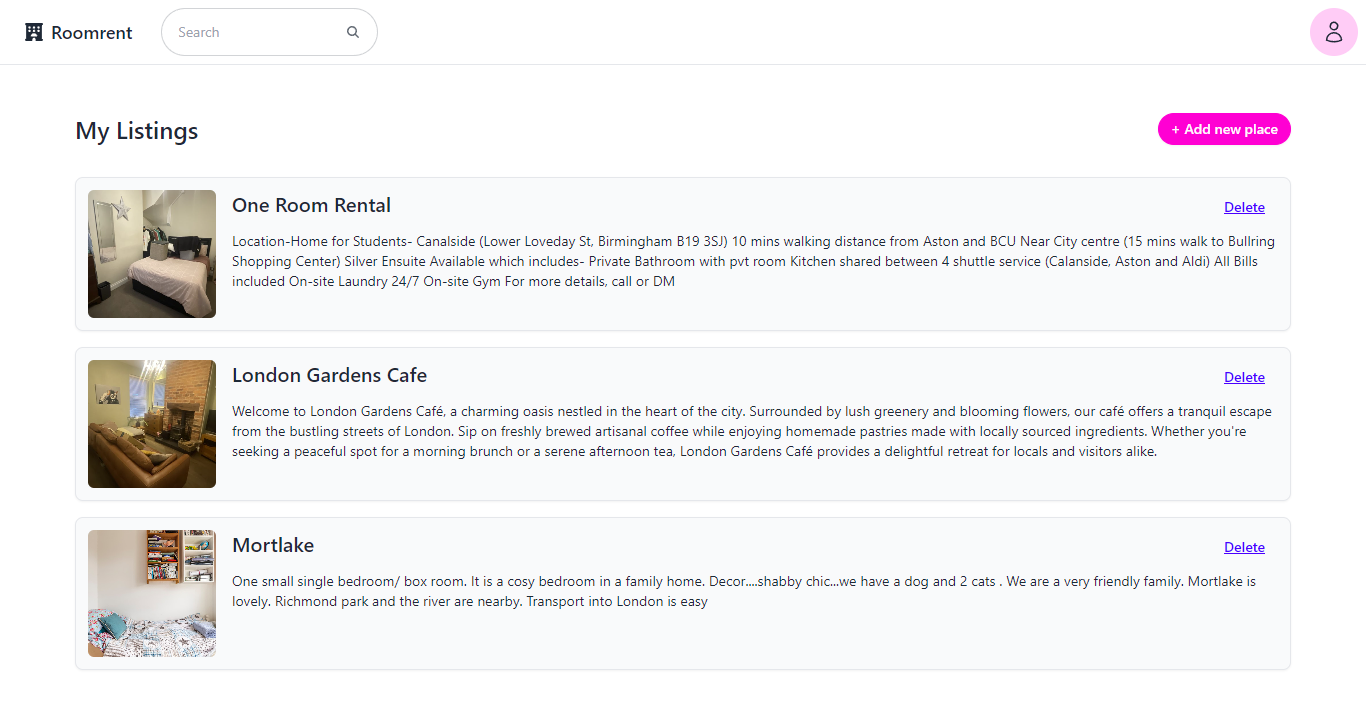 Roomrent
Search
My Listings
+ Add new place
One Room Rental
Delete
Location-Home for Students- Canalside (Lower Loveday St, Birmingham B19 3SJ) 10 mins walking distance from Aston and BCU Near City centre (15 mins walk to Bullring
Shopping Center) Silver Ensuite Available which includes- Private Bathroom with pvt room Kitchen shared between 4 shuttle service (Calanside, Aston and Aldi) All Bills
included On-site Laundry 24/7 On-site Gym For more details, call or DM
London Gardens Cafe
Delete
Welcome to London Gardens Café, a charming oasis nestled in the heart of the city. Surrounded by lush greenery and blooming flowers, our café offers a tranquil escape
from the bustling streets of London. Sip on freshly brewed artisanal coffee while enjoying homemade pastries made with locally sourced ingredients. Whether you're
seeking a peaceful spot for a morning brunch or a serene afternoon tea, London Gardens Café provides a delightful retreat for locals and visitors alike.
Mortlake
Delete
One small single bedroom/ box room. It is a cosy bedroom in a family home. Decor....shabby chic...we have a dog and 2 cats . We are a very friendly family. Mortlake is
lovely. Richmond park and the river are nearby. Transport into London is easy